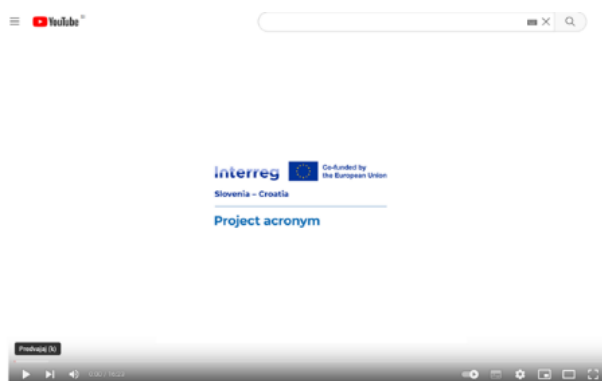 YouTube
Interreg
Co-funded by
the European Union
Slovenia – Croatia
Project acronym
Predvajaj (k)